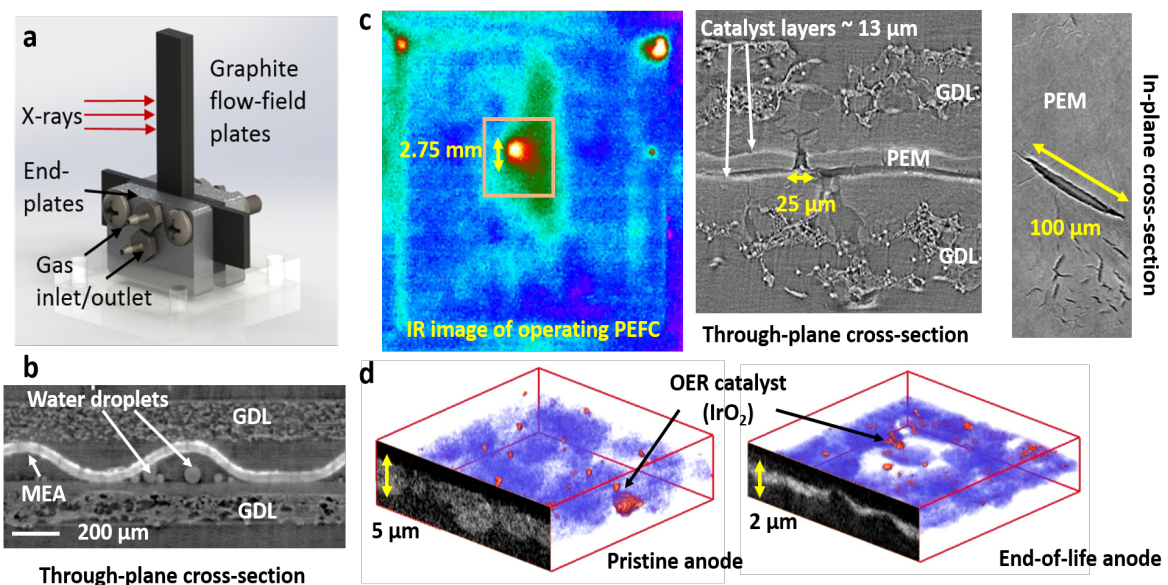 a
X-rays
Graphite
flow-field
plates
End-
plates
Gas
inlet/outlet
b
Water droplets
GDL
MEA
GDL
200 μm
Through-plane cross-section
c
2.75 mm
IR image of operating PEFC
Catalyst layers ~ 13 μm
GDL
PEM
25 μm
GDL
Through-plane cross-section
PEM
100 μm
In-plane cross-section
d
OER catalyst
(IrO₂)
5 μm
Pristine anode
2 μm
End-of-life anode